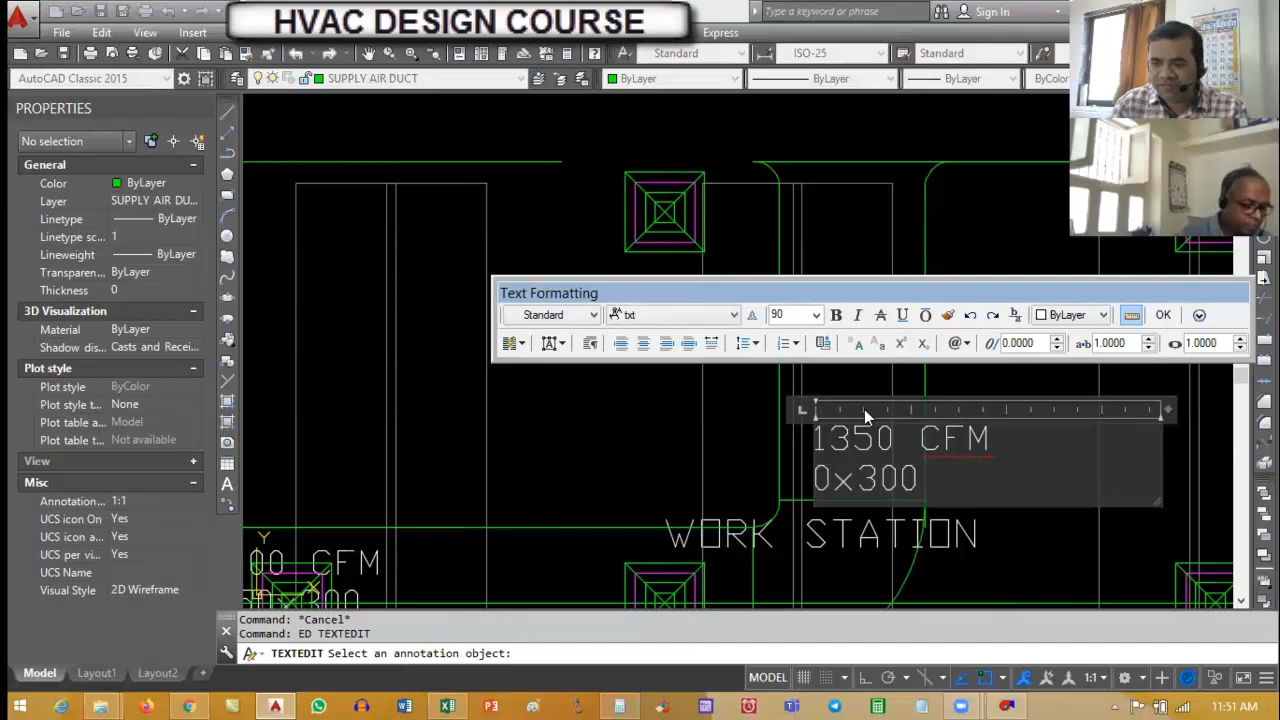 HVAC DESIGN COURSE
Type a keyword or phrase
Sign In
File
Edit
View
Insert
Express
Standard
ISO-25
Standard
AutoCAD Classic 2015
SUPPLY AIR DUCT
ByLayer
ByLayer
ByLayer
ByColor
PROPERTIES
No selection
General
Color ByLayer
Layer SUPPLY AIR DU...
Linetype ByLayer
Linetype sc... 1
Lineweight ByLayer
Transparen... ByLayer
Thickness 0
3D Visualization
Material ByLayer
Shadow dis... Casts and Recei...
Plot style
Plot style ByColor
Plot style t... None
Plot table a... Model
Plot table t... Not available
View
Misc
Annotation... 1:1
UCS icon On Yes
UCS icon a... Yes
UCS per vi... Yes
UCS Name
Visual Style 2D Wireframe
Text Formatting
Standard
txt
90
B I A U O
ByLayer
OK
0.0000
a•b 1.0000
1.0000
1350 CFM
0x300
WORK STATION
Y
X
00 CFM
50x300
Command: *Cancel*
Command: ED TEXTEDIT
TEXTEDIT Select an annotation object:
Model
Layout1
Layout2
+
MODEL
1:1
11:51 AM